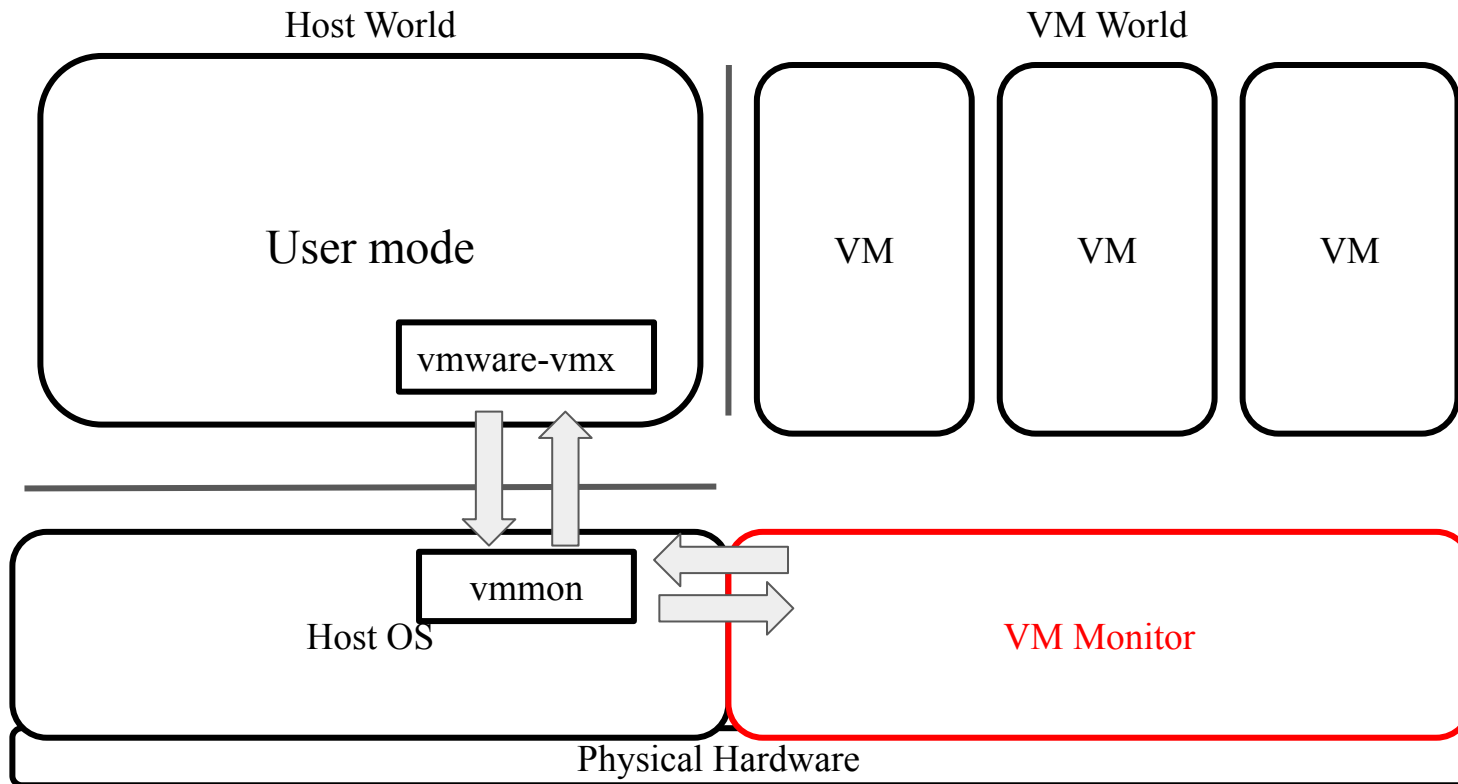 Host World
VM World
User mode
VM
VM
VM
vmware-vmx
vmmon
Host OS
VM Monitor
Physical Hardware